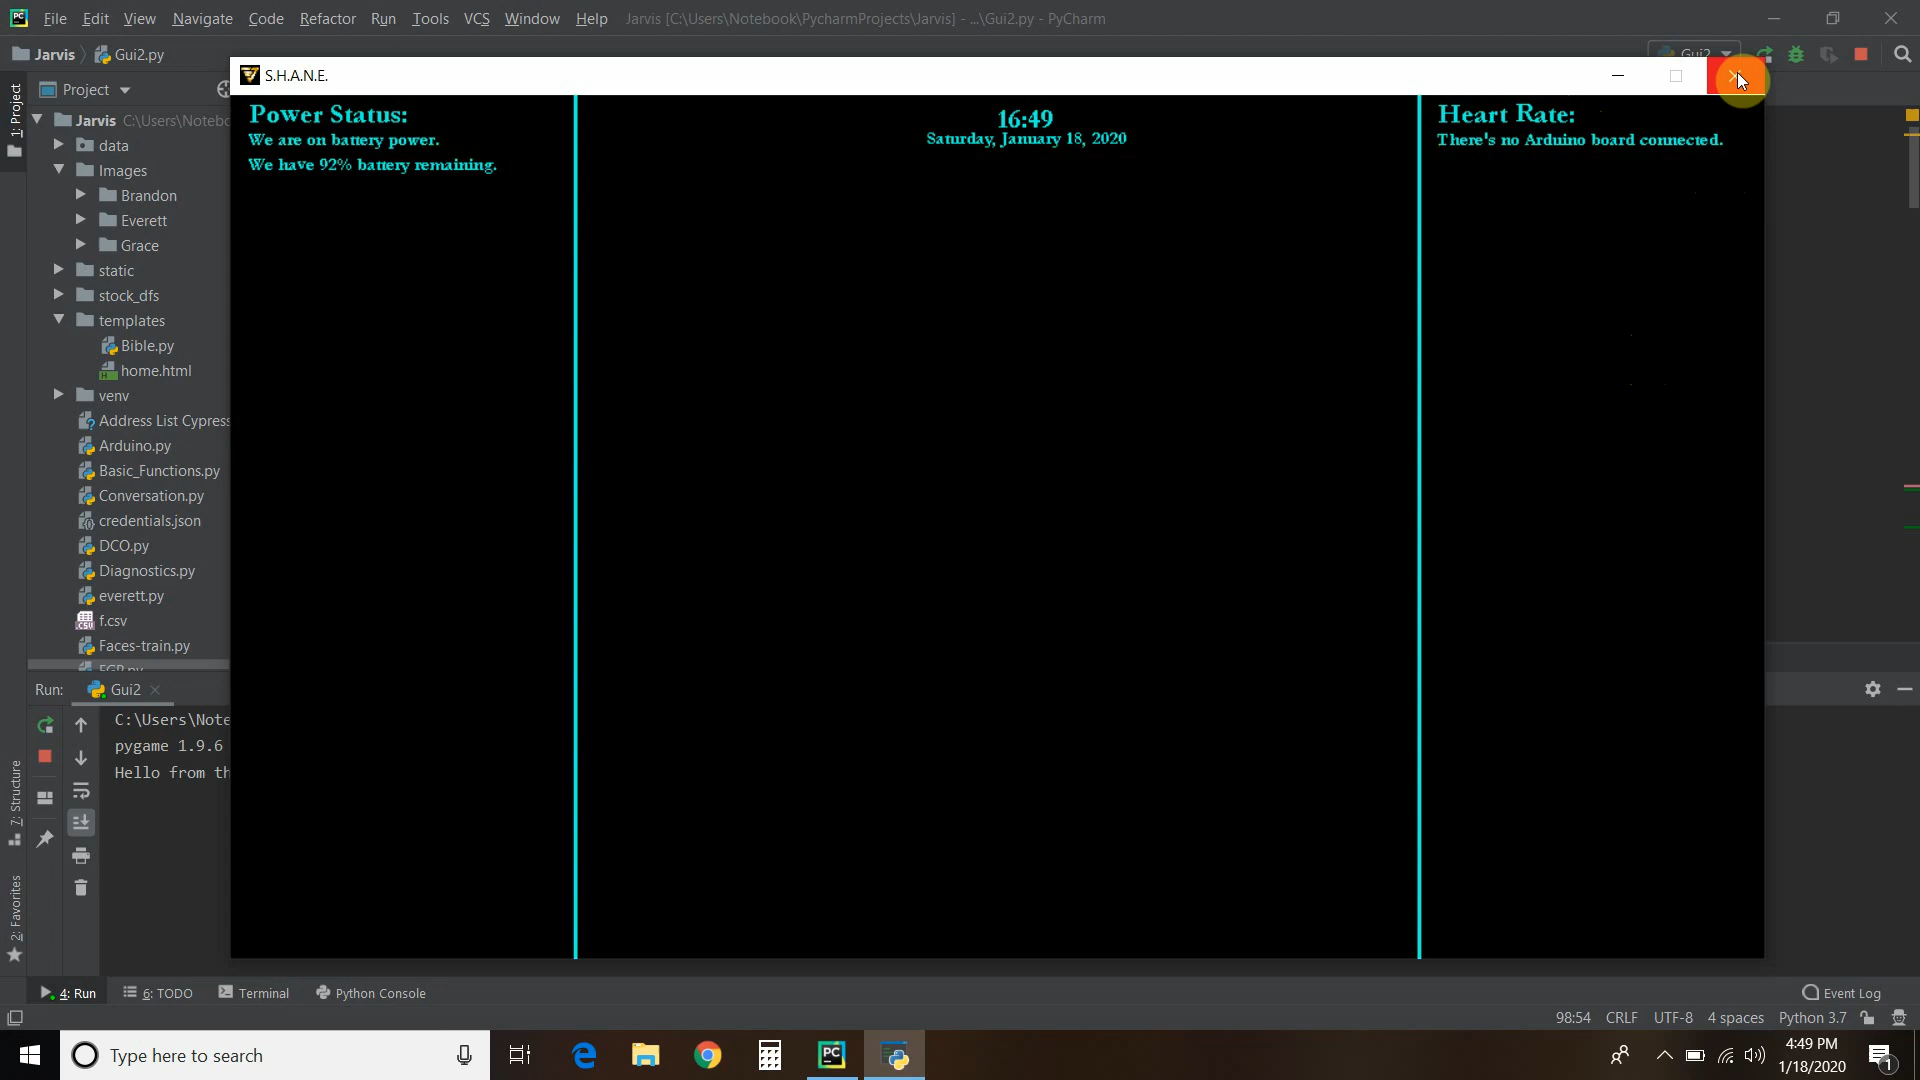 File Edit View Navigate Code Refactor Run Tools VCS Window Help Jarvis [C:\Users\Notebook\PycharmProjects\Jarvis] - ...\Gui2.py - PyCharm
Jarvis Gui2.py
Gui2
S.H.A.N.E.
1: Project
Project
Jarvis C:\Users\Notebo
data
Images
Brandon
Everett
Grace
static
stock_dfs
templates
Bible.py
home.html
venv
Address List Cypress
Arduino.py
Basic_Functions.py
Conversation.py
credentials.json
DCO.py
Diagnostics.py
everett.py
f.csv
Faces-train.py
Power Status:
We are on battery power.
We have 92% battery remaining.
16:49
Saturday, January 18, 2020
Heart Rate:
There's no Arduino board connected.
Run: Gui2
C:\Users\Note
pygame 1.9.6
Hello from th
7: Structure
2: Favorites
4: Run 6: TODO Terminal Python Console Event Log
98:54 CRLF UTF-8 4 spaces Python 3.7
Type here to search
4:49 PM
1/18/2020
1